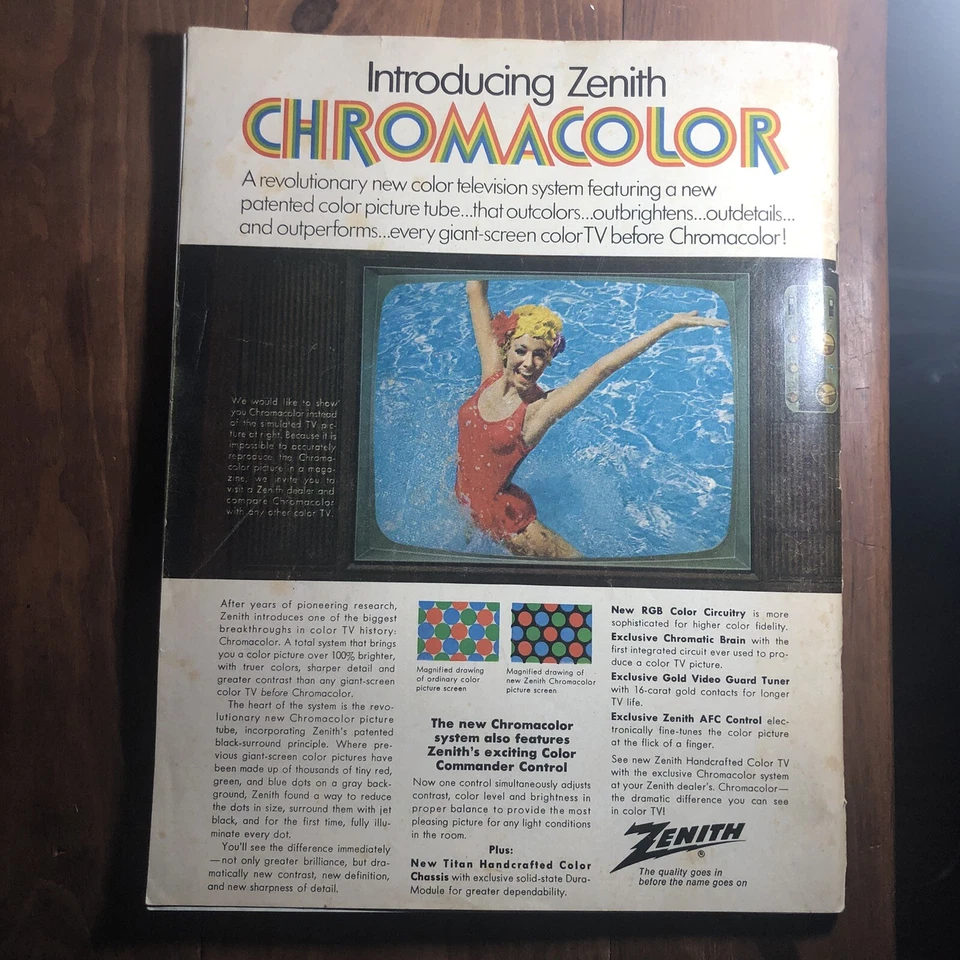 Introducing Zenith
CHROMACOLOR
A revolutionary new color television system featuring a new
patented color picture tube...that outcolors...outbrightens...outdetails...
and outperforms...every giant-screen color TV before Chromacolor!
We would like to show
you Chromacolor instead
of the simulated TV pic-
ture at right. Because it is
impossible to accurately
reproduce the Chroma-
color picture in a maga-
zine, we invite you to
visit a Zenith dealer and
compare Chromacolor
with any other color TV.
After years of pioneering research,
Zenith introduces one of the biggest
breakthroughs in color TV history:
Chromacolor. A total system that brings
you a color picture over 100% brighter,
with truer colors, sharper detail and
greater contrast than any giant-screen
color TV before Chromacolor.
The heart of the system is the revo-
lutionary new Chromacolor picture
tube, incorporating Zenith's patented
black-surround principle. Where pre-
vious giant-screen color pictures have
been made up of thousands of tiny red,
green, and blue dots on a gray back-
ground, Zenith found a way to reduce
the dots in size, surround them with jet
black, and for the first time, fully illu-
minate every dot.
You'll see the difference immediately
—not only greater brilliance, but dra-
matically new contrast, new definition,
and new sharpness of detail.
Magnified drawing
of ordinary color
picture screen
Magnified drawing of
new Zenith Chromacolor
picture screen
The new Chromacolor
system also features
Zenith's exciting Color
Commander Control
Now one control simultaneously adjusts
contrast, color level and brightness in
proper balance to provide the most
pleasing picture for any light conditions
in the room.
Plus:
New Titan Handcrafted Color
Chassis with exclusive solid-state Dura-
Module for greater dependability.
New RGB Color Circuitry is more
sophisticated for higher color fidelity.
Exclusive Chromatic Brain with the
first integrated circuit ever used to pro-
duce a color TV picture.
Exclusive Gold Video Guard Tuner
with 16-carat gold contacts for longer
TV life.
Exclusive Zenith AFC Control elec-
tronically fine-tunes the color picture
at the flick of a finger.
See new Zenith Handcrafted Color TV
with the exclusive Chromacolor system
at your Zenith dealer's. Chromacolor—
the dramatic difference you can see
in color TV!
ZENITH
®
The quality goes in
before the name goes on